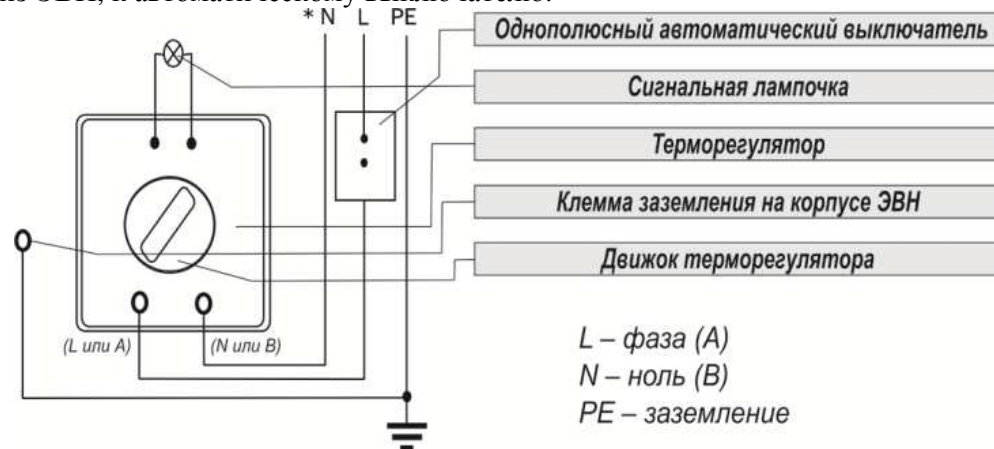 * N L PE
Однополюсный автоматический выключатель
Сигнальная лампочка
Терморегулятор
Клемма заземления на корпусе ЭВН
Движок терморегулятора
(L или A) (N или B)
L – фаза (A)
N – ноль (B)
PE – заземление